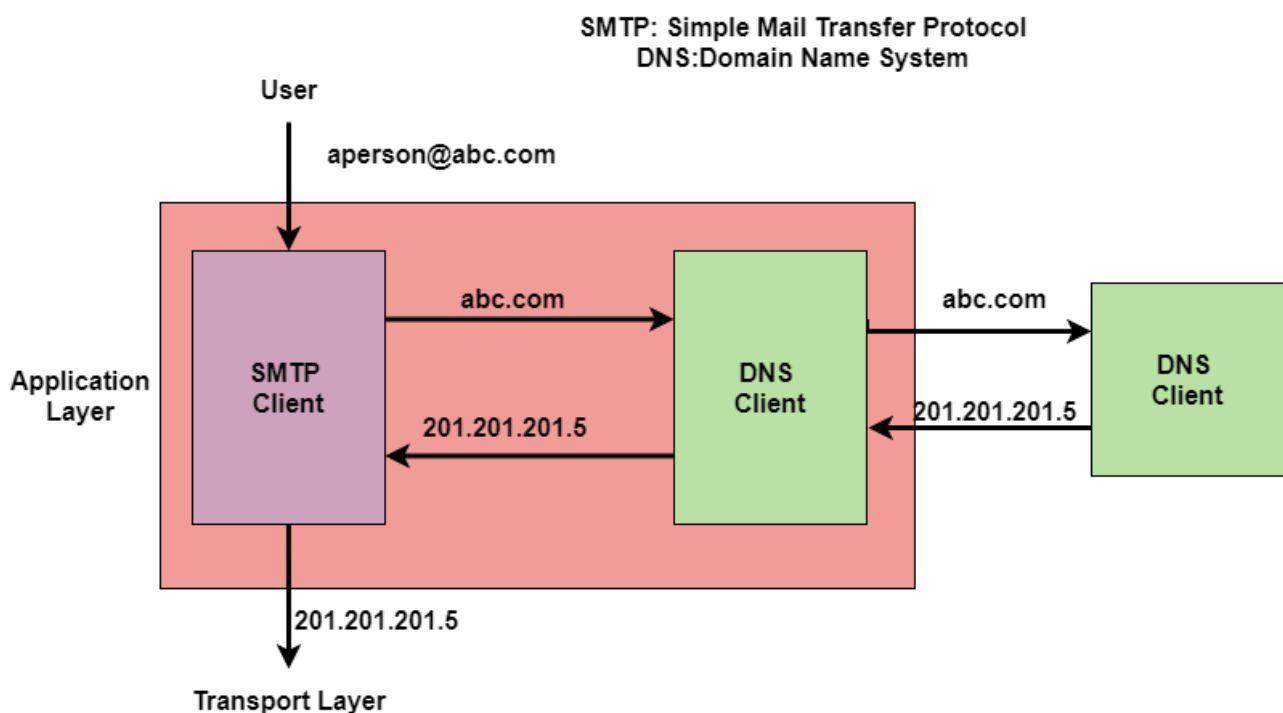 SMTP: Simple Mail Transfer Protocol
DNS:Domain Name System
User
aperson@abc.com
abc.com
abc.com
Application
Layer
SMTP
Client
DNS
Client
DNS
Client
201.201.201.5
201.201.201.5
201.201.201.5
Transport Layer